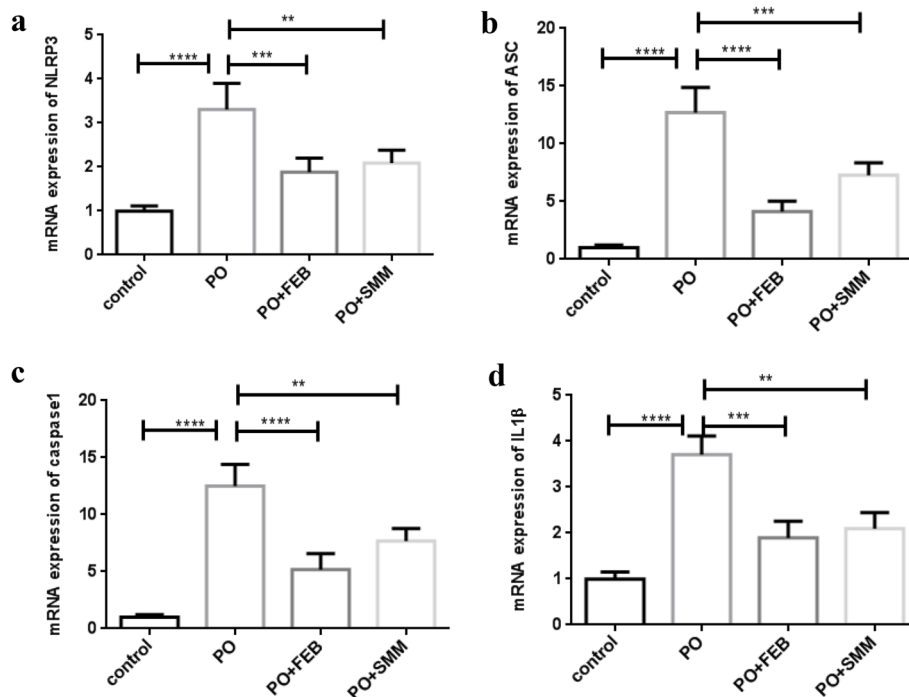 a
mRNA expression of NLRP3
5
4
3
2
1
0
**
****
***
control
PO
PO+FEB
PO+SMM
b
mRNA expression of ASC
20
15
10
5
0
***
****
****
control
PO
PO+FEB
PO+SMM
c
mRNA expression of caspase1
20
15
10
5
0
**
****
****
control
PO
PO+FEB
PO+SMM
d
mRNA expression of IL1β
5
4
3
2
1
0
**
****
***
control
PO
PO+FEB
PO+SMM